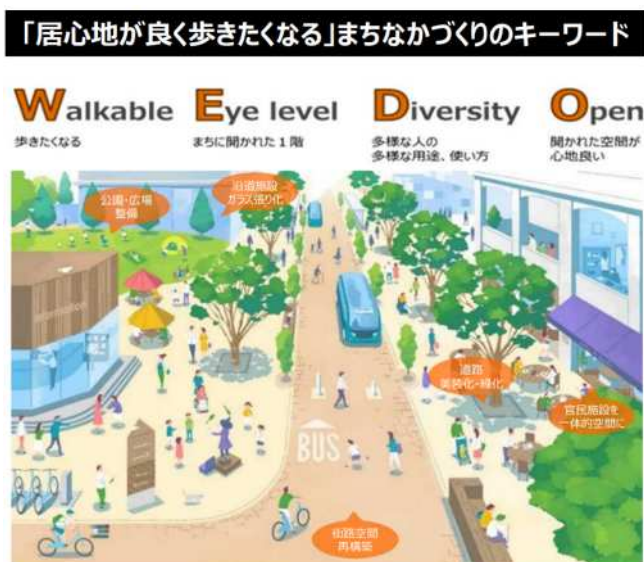 「居心地が良く歩きたくなる」まちなかづくりのキーワード
Walkable
歩きたくなる
Eye level
まちに開かれた1階
Diversity
多様な人の
多様な用途、使い方
Open
開かれた空間が
心地良い
公園・広場
整備
沿道施設
ガラス張り化
道路
美装化・緑化
官民施設を
一体的空間に
BUS
街路空間
再構築